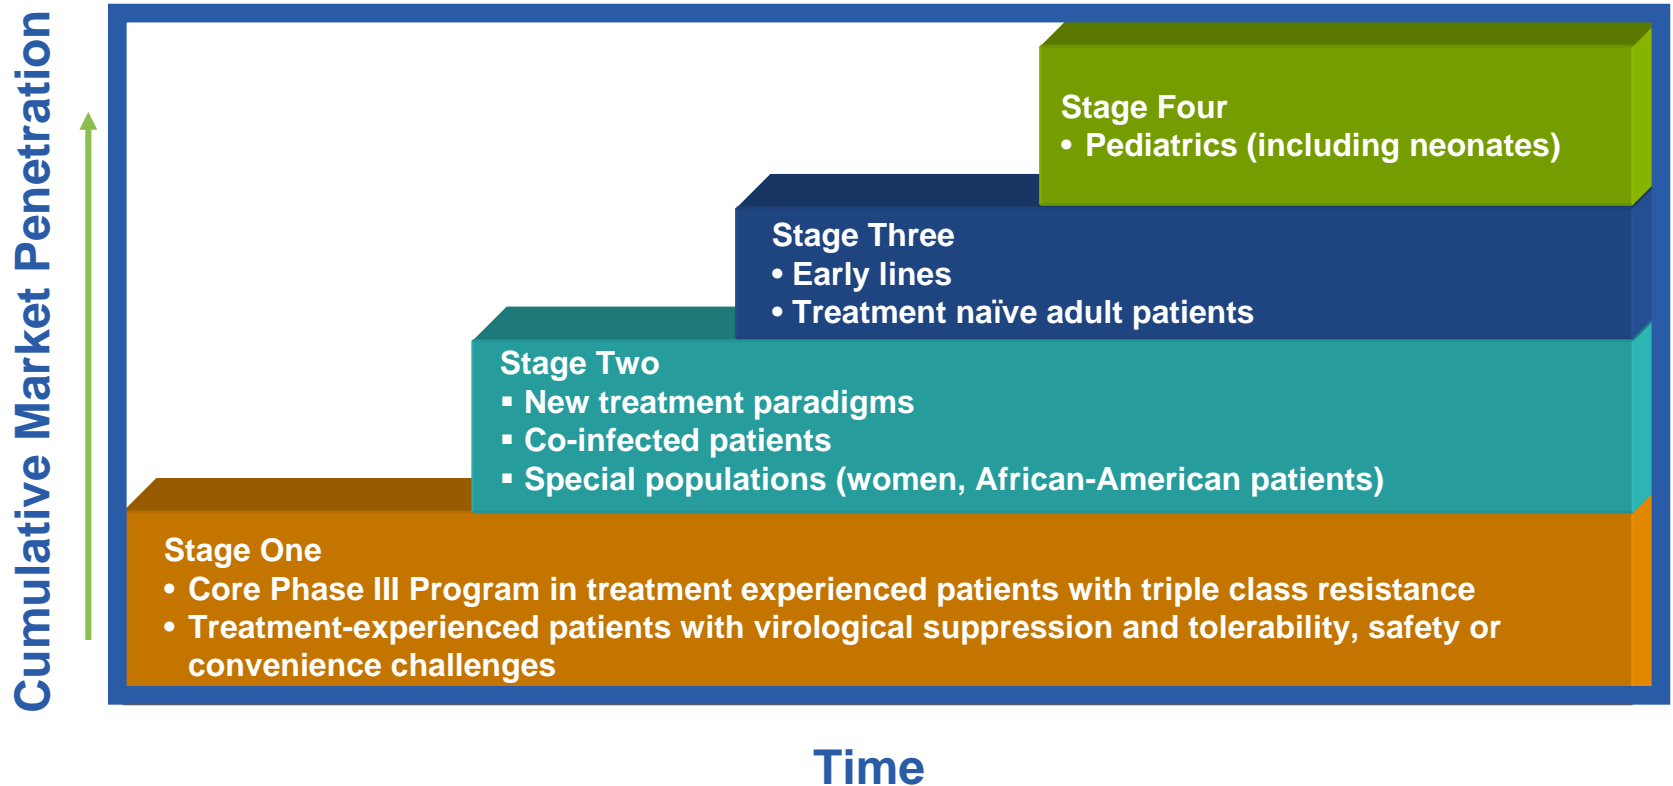 Cumulative Market Penetration
Stage Four
• Pediatrics (including neonates)
Stage Three
• Early lines
• Treatment naïve adult patients
Stage Two
▪ New treatment paradigms
▪ Co-infected patients
▪ Special populations (women, African-American patients)
Stage One
• Core Phase III Program in treatment experienced patients with triple class resistance
• Treatment-experienced patients with virological suppression and tolerability, safety or
convenience challenges
Time